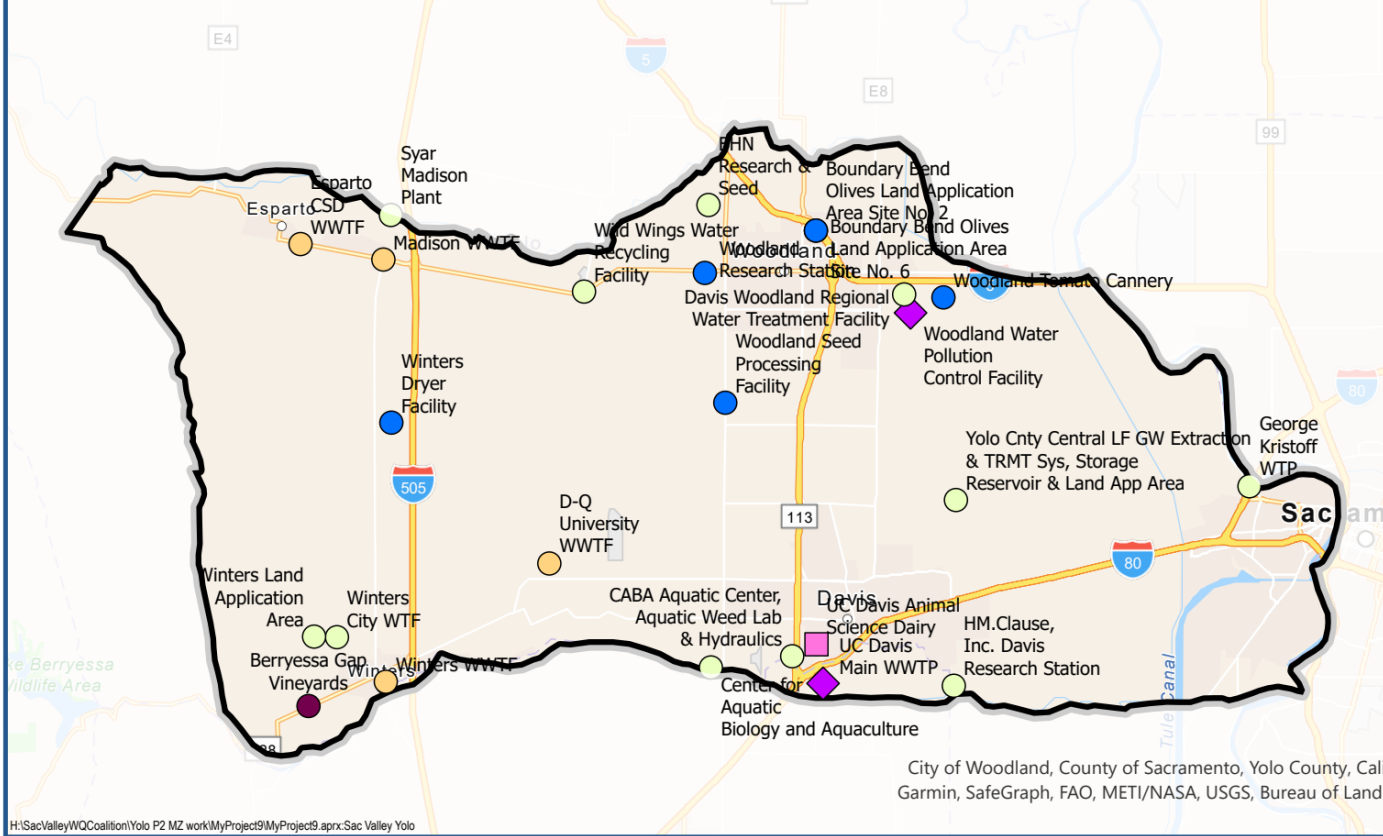 E4
5
E8
99
Syar
Madison
Plant
Esparto
CSD
WWTF
Esparto
Madison WWTF
Wild Wings Water
Recycling
Facility
Research &
Seed
Boundary Bend
Olives Land Application
Area Site No. 2
Boundary Bend Olives
Land Application Area
Site No. 6
Woodland
Woodland
Research Station
Woodland Tomato Cannery
Davis Woodland Regional
Water Treatment Facility
Woodland Water
Pollution
Control Facility
Woodland Seed
Processing
Facility
80
Winters
Dryer
Facility
505
113
Yolo Cnty Central LF GW Extraction
& TRMT Sys, Storage
Reservoir & Land App Area
George
Kristoff
WTP
Sacram
80
D-Q
University
WWTF
Winters Land
Application
Area
Winters
City WTF
CABA Aquatic Center,
Aquatic Weed Lab
& Hydraulics
Davis
UC Davis Animal
Science Dairy
UC Davis
Main WWTP
HM.Clause,
Inc. Davis
Research Station
ke Berryessa
Wildlife Area
Berryessa Gap
Vineyards
Winters
Winters WWTF
Center for
Aquatic
Biology and Aquaculture
Tule Canal
City of Woodland, County of Sacramento, Yolo County, Cali
Garmin, SafeGraph, FAO, METI/NASA, USGS, Bureau of Land
H:\SacValleyWQCoalition\Yolo P2 MZ work\MyProject9\MyProject9.aprx:Sac Valley Yolo